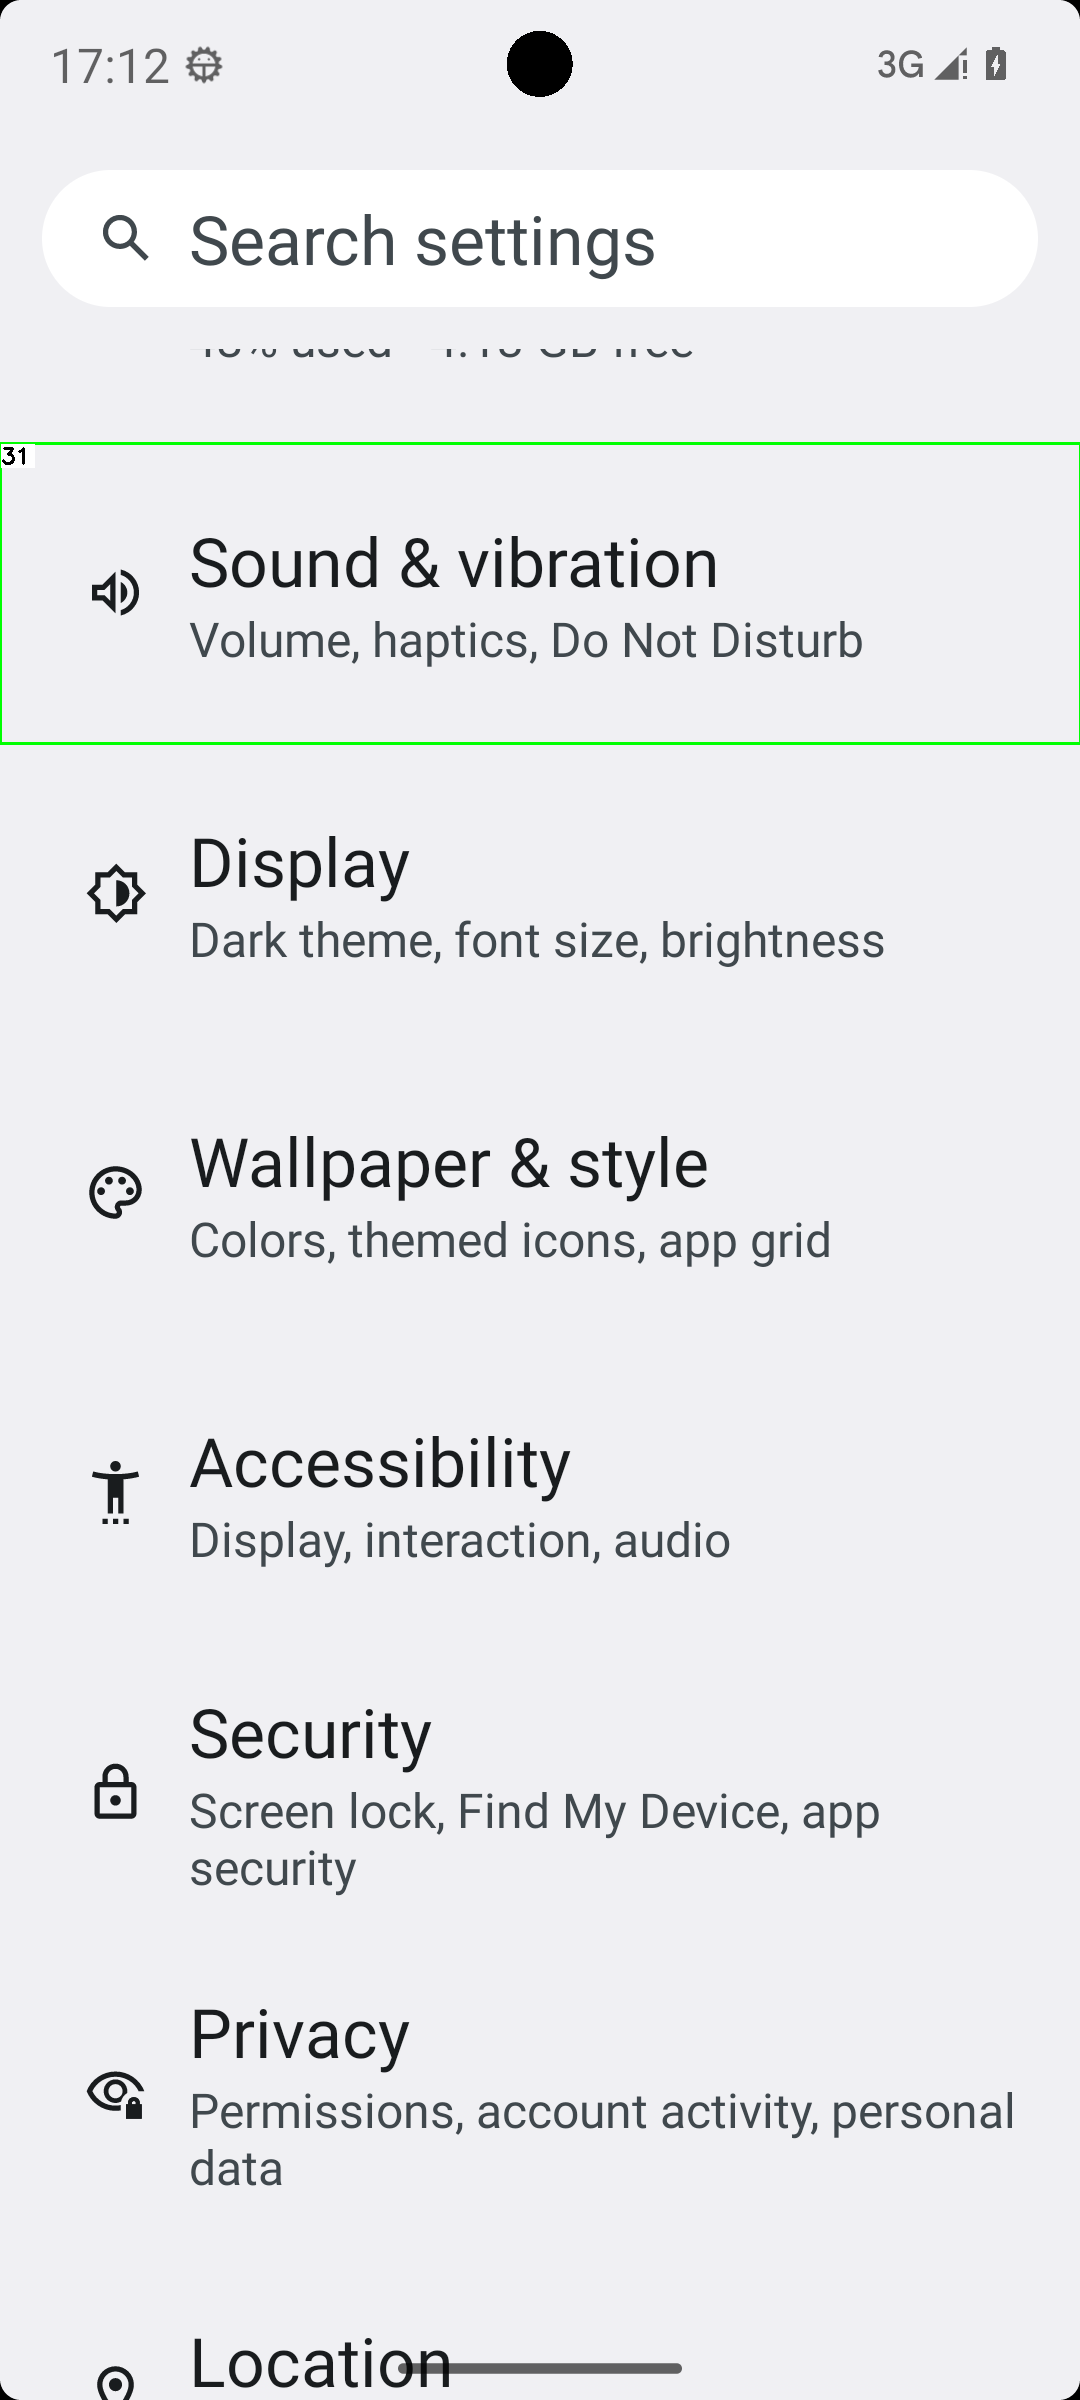 17:12
3G
Search settings
31
Sound & vibration
Volume, haptics, Do Not Disturb
Display
Dark theme, font size, brightness
Wallpaper & style
Colors, themed icons, app grid
Accessibility
Display, interaction, audio
Security
Screen lock, Find My Device, app
security
Privacy
Permissions, account activity, personal
data
Location